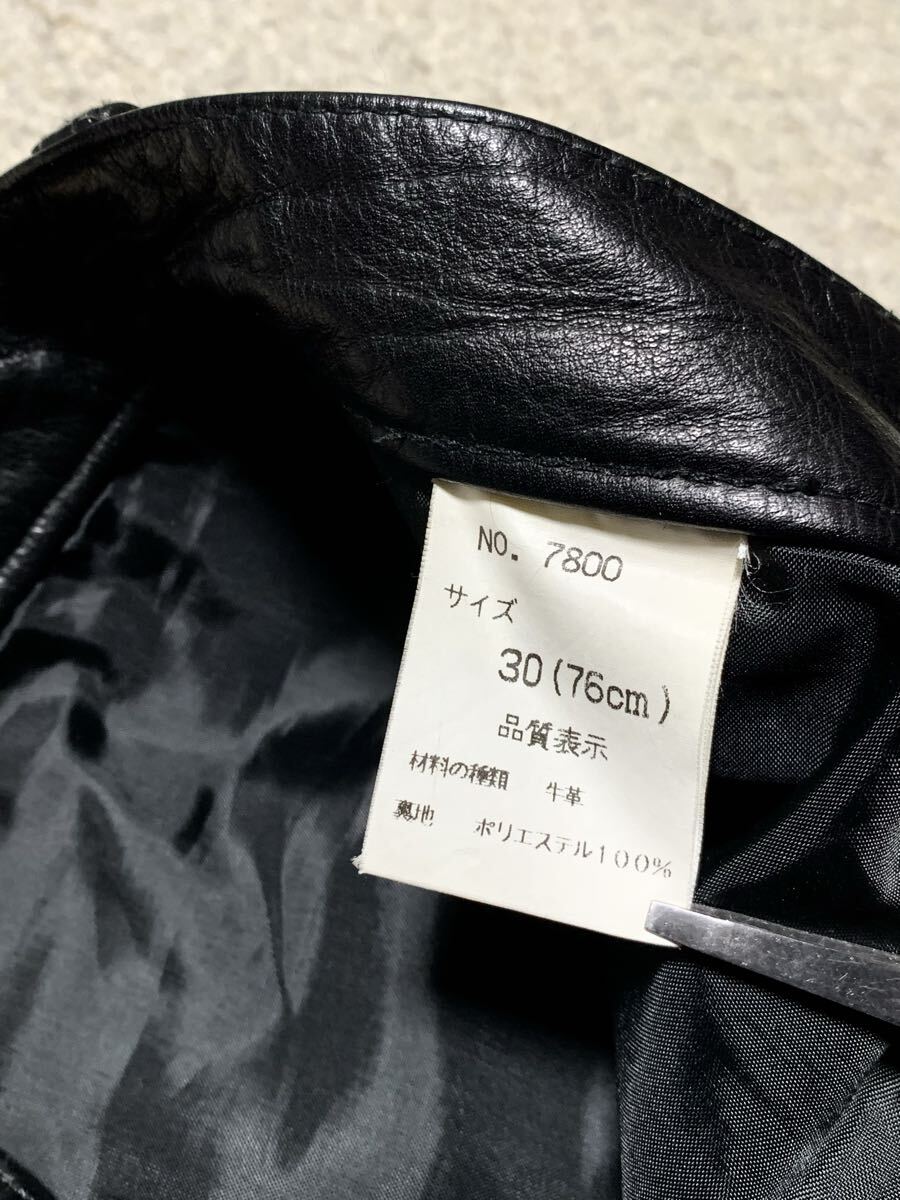 NO. 7800
サイズ
30(76cm)
品質表示
材料の種類 牛革
裏地 ポリエステル100%